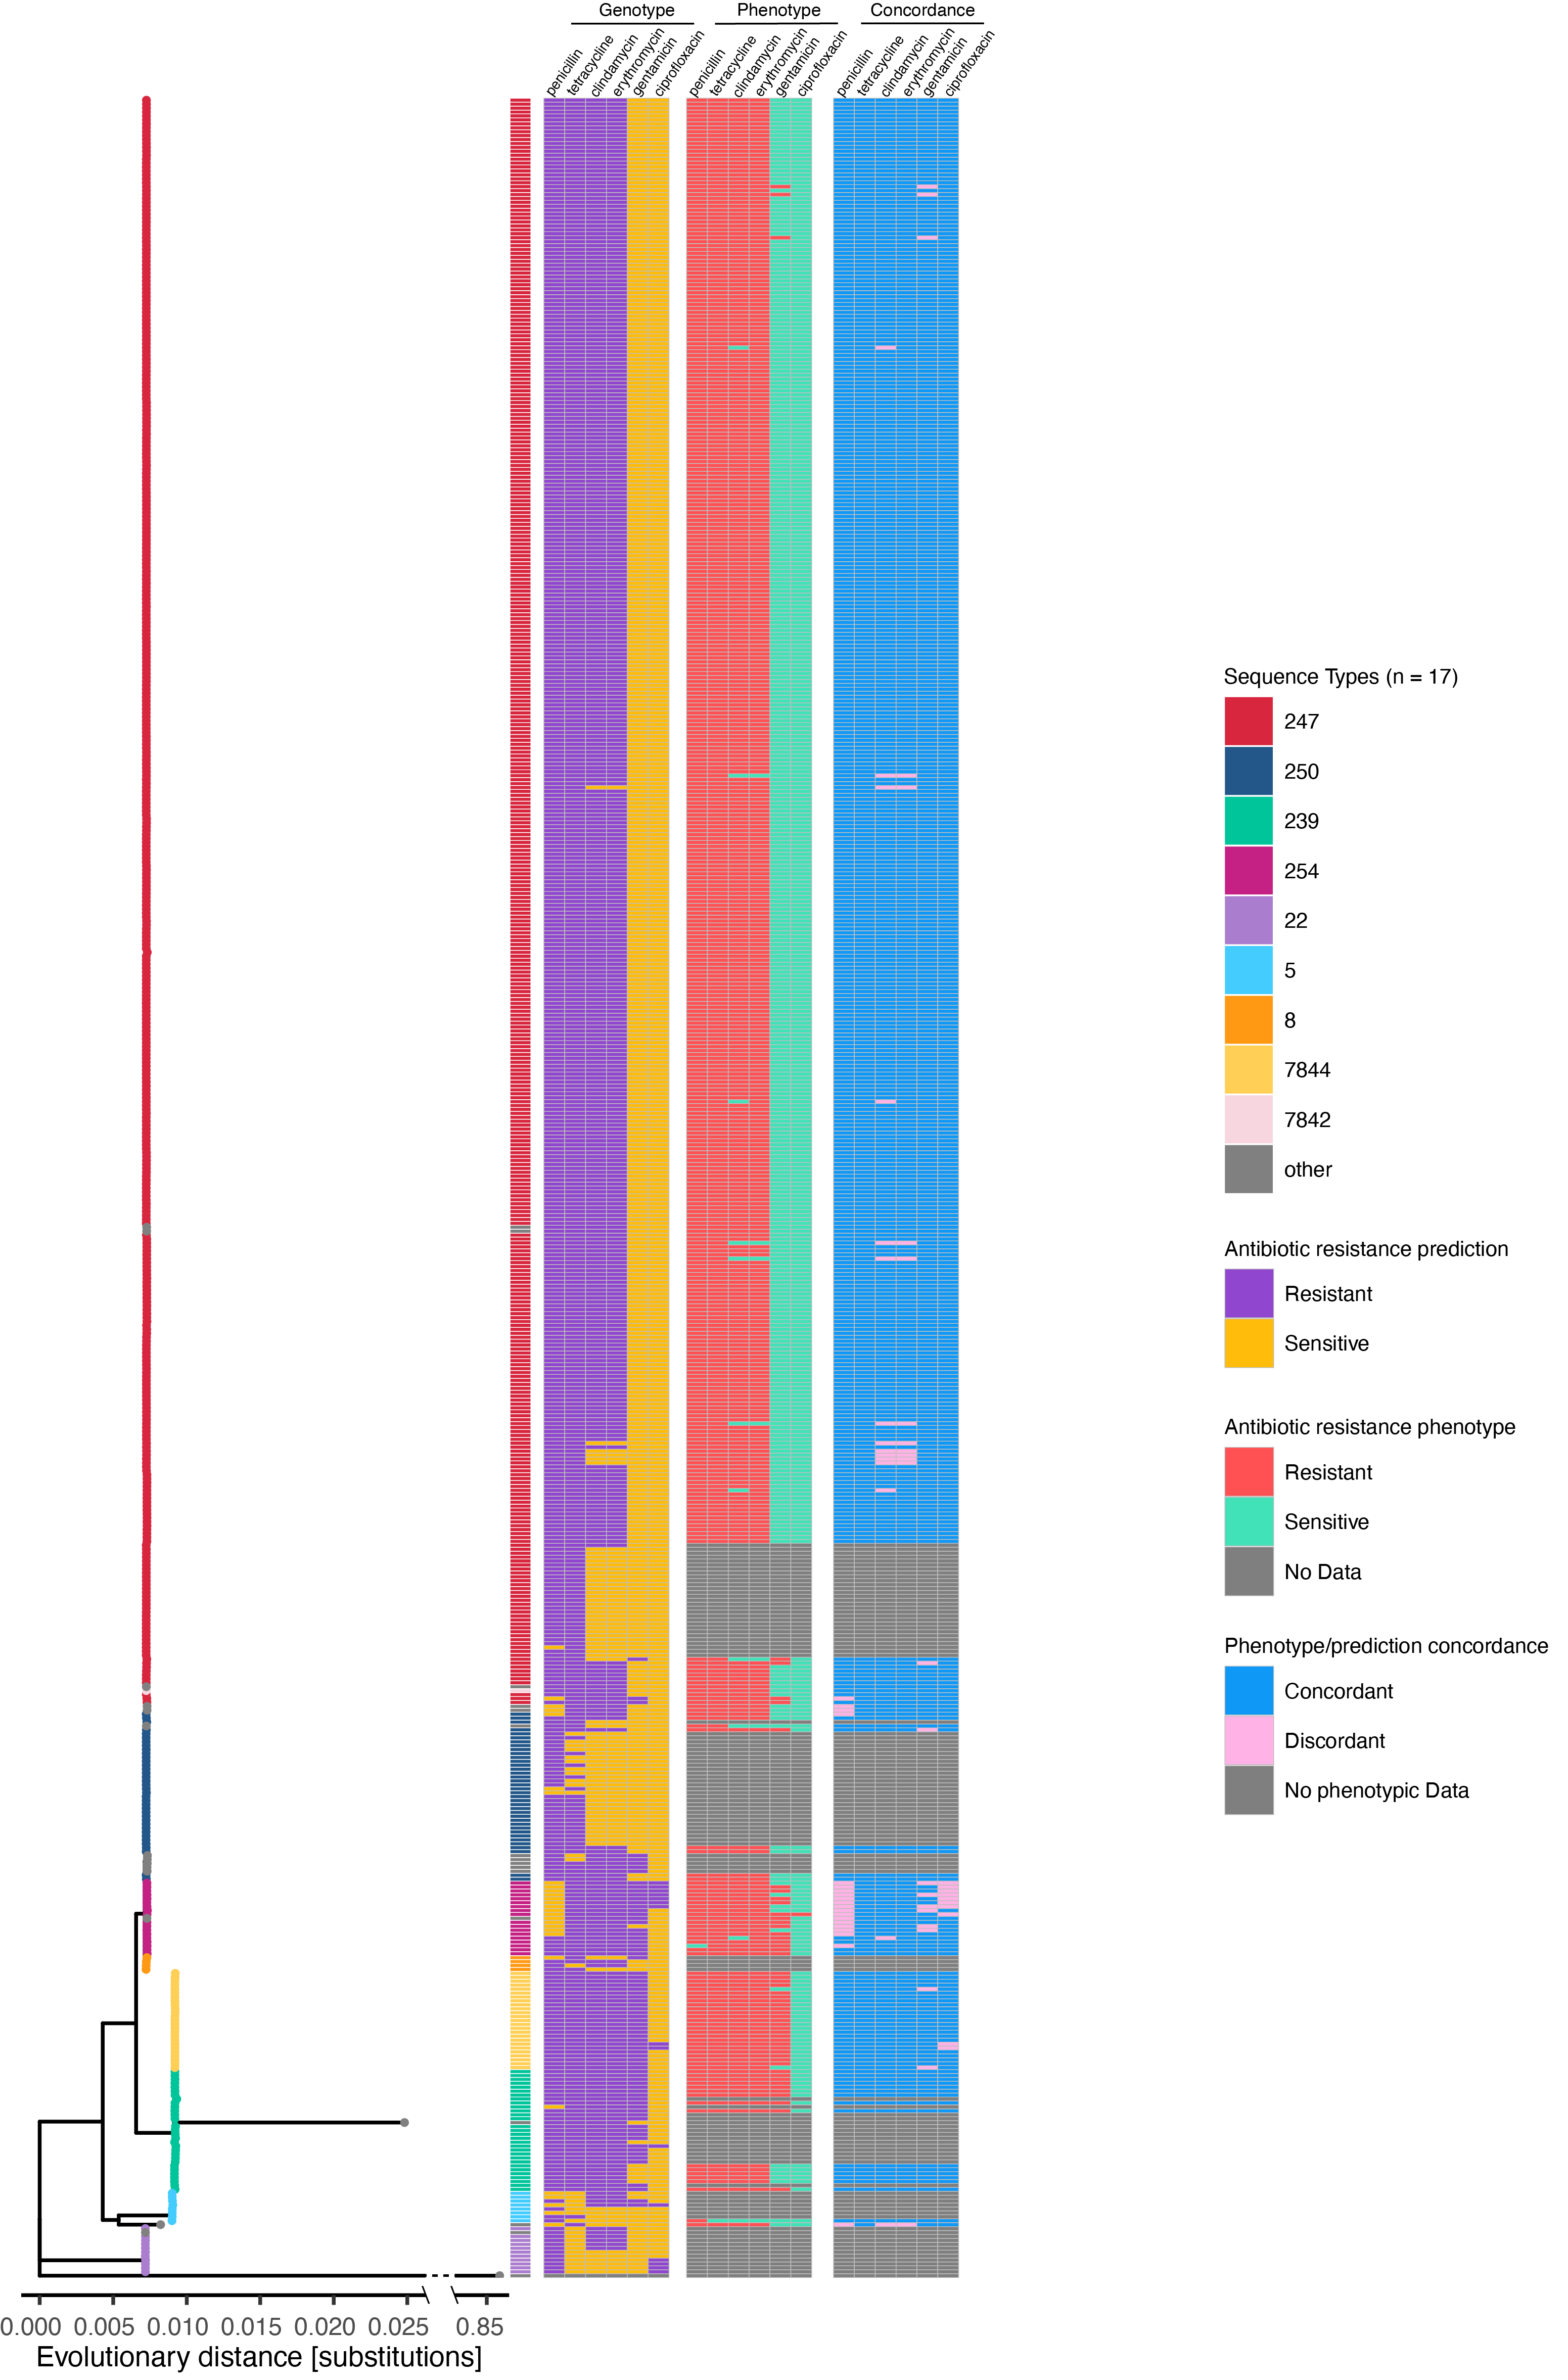 Genotype Phenotype Concordance
penicillin tetracycline clindamycin erythromycin gentamicin ciprofloxacin penicillin tetracycline clindamycin erythromycin gentamicin ciprofloxacin penicillin tetracycline clindamycin erythromycin gentamicin ciprofloxacin
Sequence Types (n = 17)
247
250
239
254
22
5
8
7844
7842
other
Antibiotic resistance prediction
Resistant
Sensitive
Antibiotic resistance phenotype
Resistant
Sensitive
No Data
Phenotype/prediction concordance
Concordant
Discordant
No phenotypic Data
0.000 0.005 0.010 0.015 0.020 0.025 0.85
Evolutionary distance [substitutions]